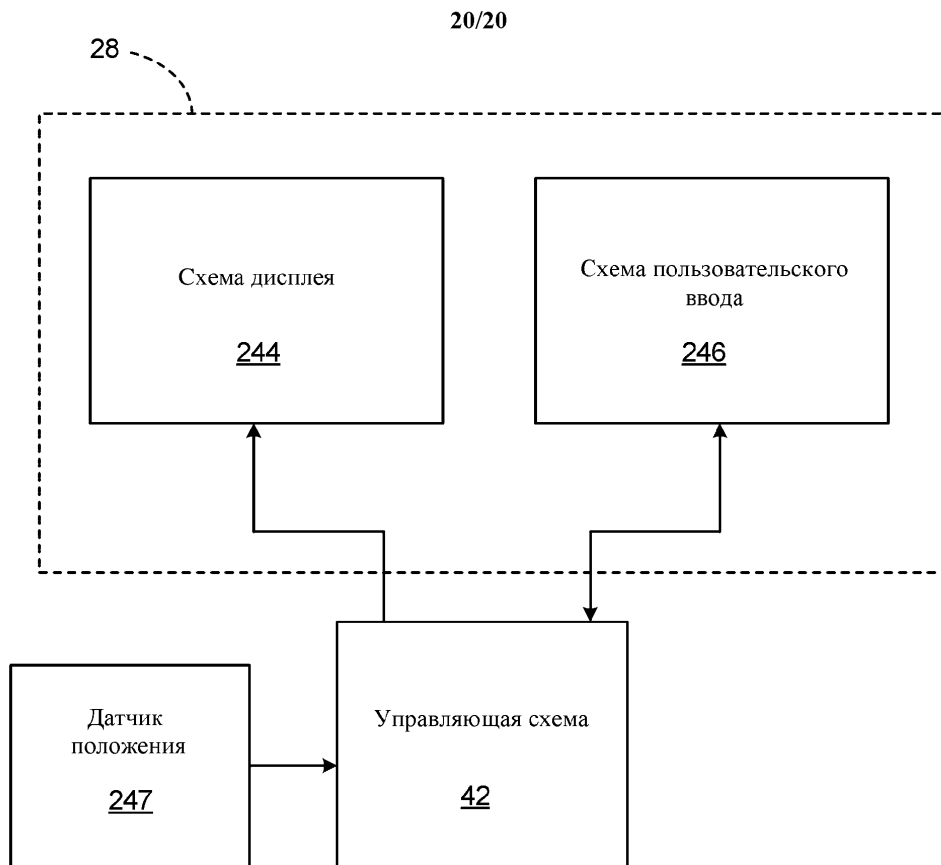 20/20
28
Схема дисплея
244
Схема пользовательского
ввода
246
Датчик
положения
247
Управляющая схема
42